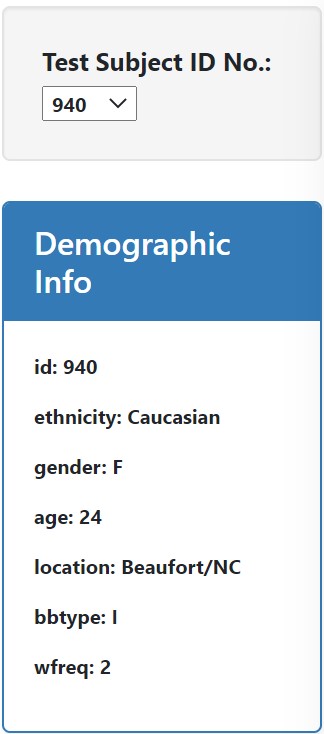 Test Subject ID No.:
940
Demographic
Info
id: 940
ethnicity: Caucasian
gender: F
age: 24
location: Beaufort/NC
bbtype: I
wfreq: 2